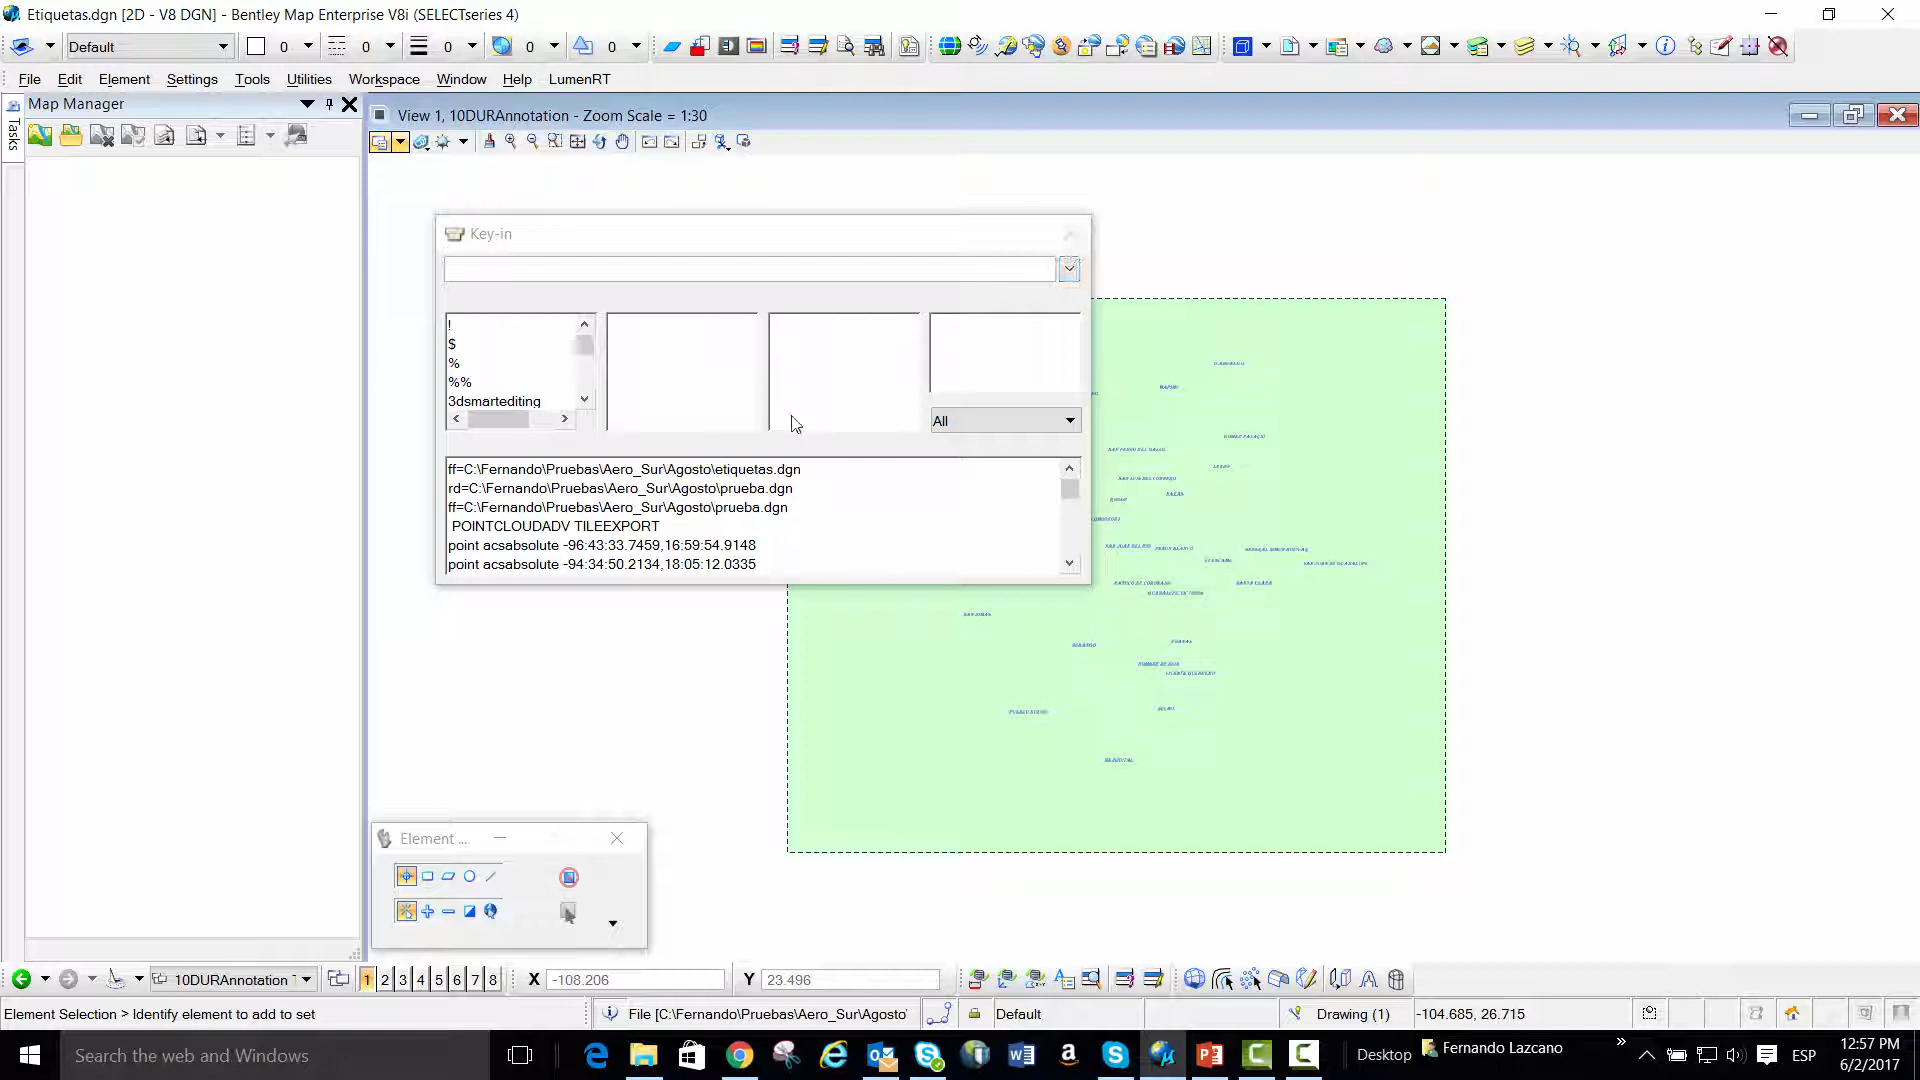 Etiquetas.dgn [2D - V8 DGN] - Bentley Map Enterprise V8i (SELECTseries 4)
Default 0 0 0 0 0
File Edit Element Settings Tools Utilities Workspace Window Help LumenRT
Map Manager
Tasks
View 1, 10DURAnnotation - Zoom Scale = 1:30
Key-in
!
$
%
%%
3dsmartediting
All
ff=C:\Fernando\Pruebas\Aero_Sur\Agosto\etiquetas.dgn
rd=C:\Fernando\Pruebas\Aero_Sur\Agosto\prueba.dgn
ff=C:\Fernando\Pruebas\Aero_Sur\Agosto\prueba.dgn
POINTCLOUDADV TILEEXPORT
point acsabsolute -96:43:33.7459,16:59:54.9148
point acsabsolute -94:34:50.2134,18:05:12.0335
Element ...
10DURAnnotation 1 2 3 4 5 6 7 8 X -108.206 Y 23.496
Element Selection > Identify element to add to set File [C:\Fernando\Pruebas\Aero_Sur\Agosto\ Default Drawing (1) -104.685, 26.715
Search the web and Windows Desktop Fernando Lazcano ESP
12:57 PM
6/2/2017